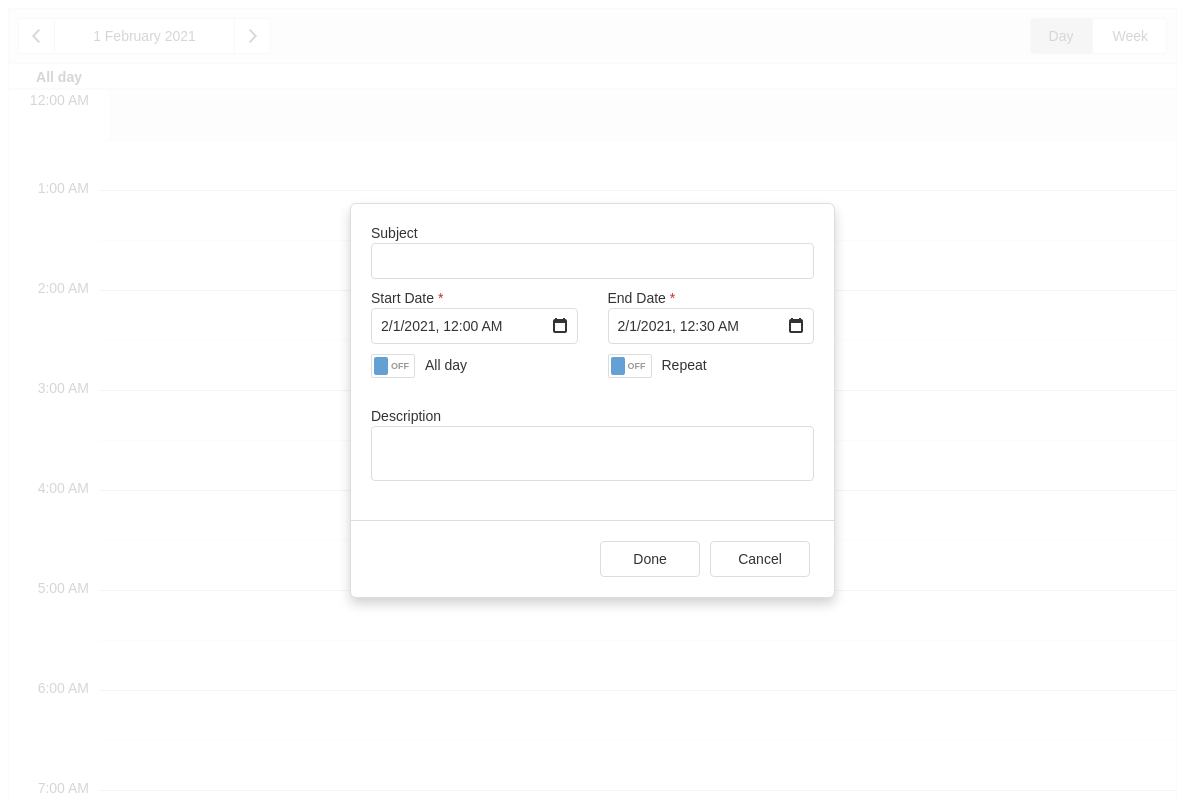 1 February 2021
Day
Week
All day
12:00 AM
1:00 AM
2:00 AM
3:00 AM
4:00 AM
5:00 AM
6:00 AM
7:00 AM
Subject
Start Date *
End Date *
2/1/2021, 12:00 AM
2/1/2021, 12:30 AM
OFF
All day
OFF
Repeat
Description
Done
Cancel